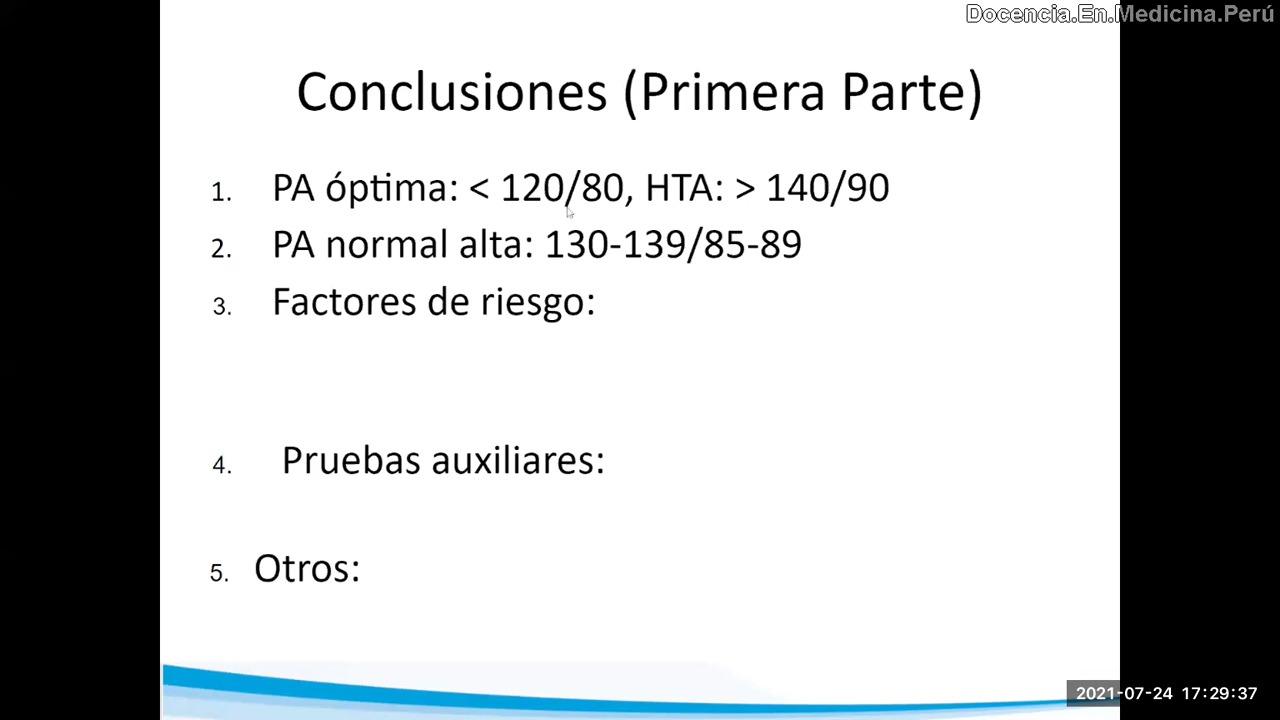 Docencia.En.Medicina.Perú
Conclusiones (Primera Parte)
1. PA óptima: < 120/80, HTA: > 140/90
2. PA normal alta: 130-139/85-89
3. Factores de riesgo:
4. Pruebas auxiliares:
5. Otros:
2021-07-24 17:29:37